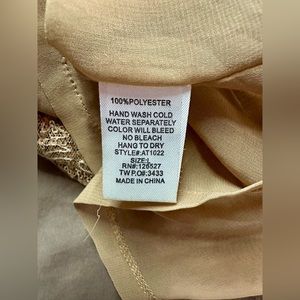 100%POLYESTER
HAND WASH COLD
WATER SEPARATELY
COLOR WILL BLEED
NO BLEACH
HANG TO DRY
STYLE#:AT1022
SIZE:L
RN#:126527
TW P.O#:3433
MADE IN CHINA